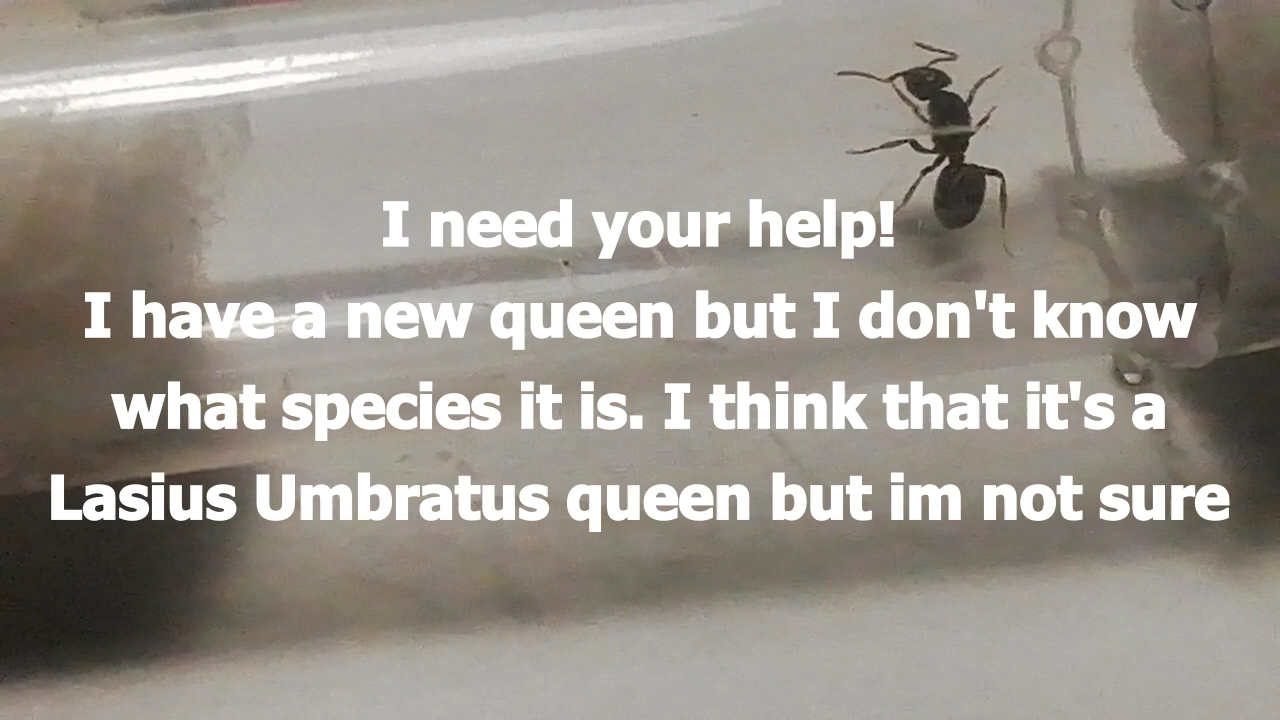 I need your help!
I have a new queen but I don't know
what species it is. I think that it's a
Lasius Umbratus queen but im not sure